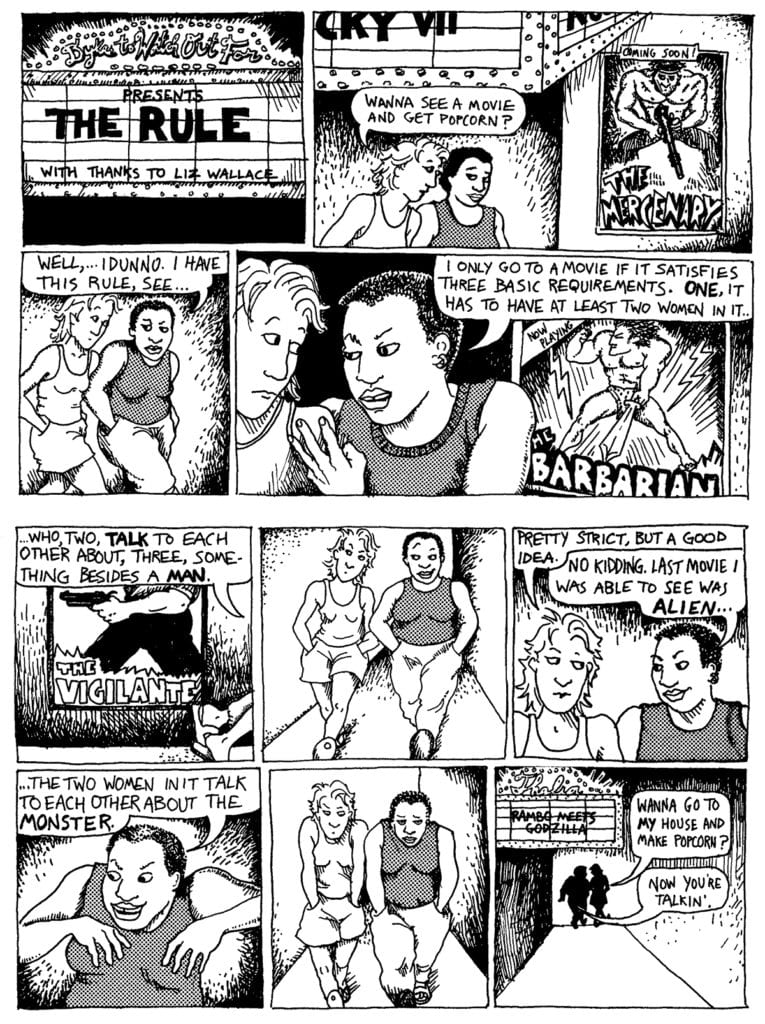 Dykes to Watch Out For
PRESENTS
THE RULE
WITH THANKS TO LIZ WALLACE
CKY VII
COMING SOON!
WANNA SEE A MOVIE
AND GET POPCORN?
THE
MERCENARY
WELL,... I DUNNO. I HAVE
THIS RULE, SEE...
I ONLY GO TO A MOVIE IF IT SATISFIES
THREE BASIC REQUIREMENTS. ONE, IT
HAS TO HAVE AT LEAST TWO WOMEN IN IT..
NOW
PLAYING
THE
BARBARIAN
...WHO, TWO, TALK TO EACH
OTHER ABOUT, THREE, SOME-
THING BESIDES A MAN.
THE
VIGILANTE
PRETTY STRICT, BUT A GOOD
IDEA.
NO KIDDING. LAST MOVIE I
WAS ABLE TO SEE WAS
ALIEN...
...THE TWO WOMEN IN IT TALK
TO EACH OTHER ABOUT THE
MONSTER.
Thalia
RAMBO MEETS
GODZILLA
WANNA GO TO
MY HOUSE AND
MAKE POPCORN?
NOW YOU'RE
TALKIN'.